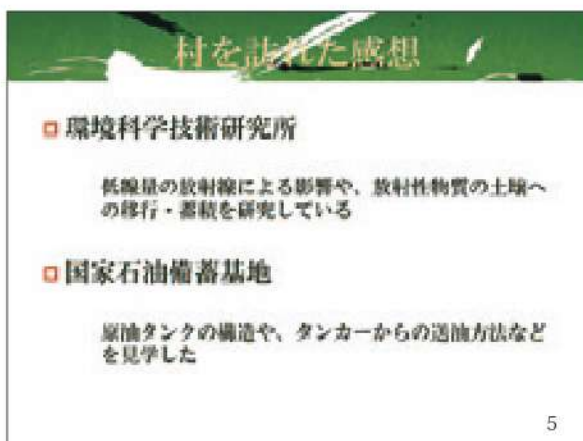 村を訪れた感想
環境科学技術研究所
低線量の放射線による影響や、放射性物質の土壌へ
の移行・蓄積を研究している
国家石油備蓄基地
原油タンクの構造や、タンカーからの送油方法など
を見学した
5